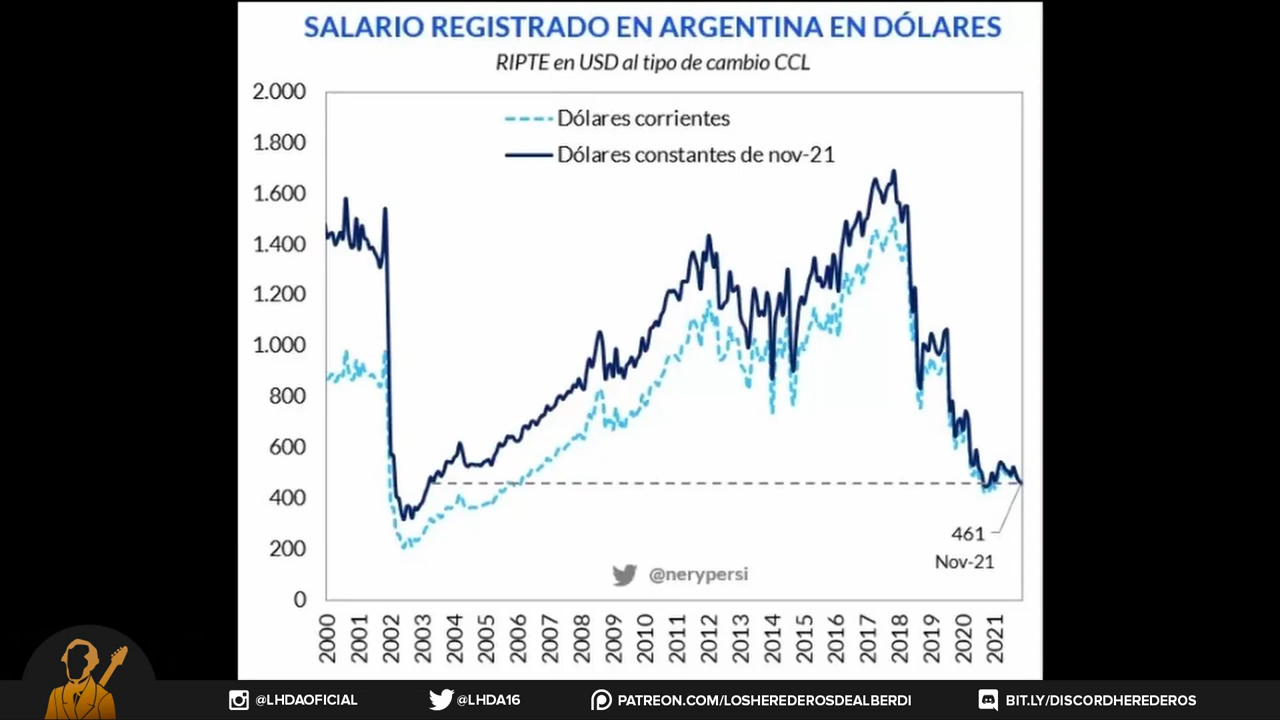 SALARIO REGISTRADO EN ARGENTINA EN DÓLARES
RIPTE en USD al tipo de cambio CCL
2.000
1.800
1.600
1.400
1.200
1.000
800
600
400
200
0
Dólares corrientes
Dólares constantes de nov-21
461
Nov-21
@nerypersi
2000 2001 2002 2003 2004 2005 2006 2007 2008 2009 2010 2011 2012 2013 2014 2015 2016 2017 2018 2019 2020 2021
@LHDAOFICIAL @LHDA16 PATREON.COM/LOSHEREDEROSDEALBERDI BIT.LY/DISCORDHEREDEROS